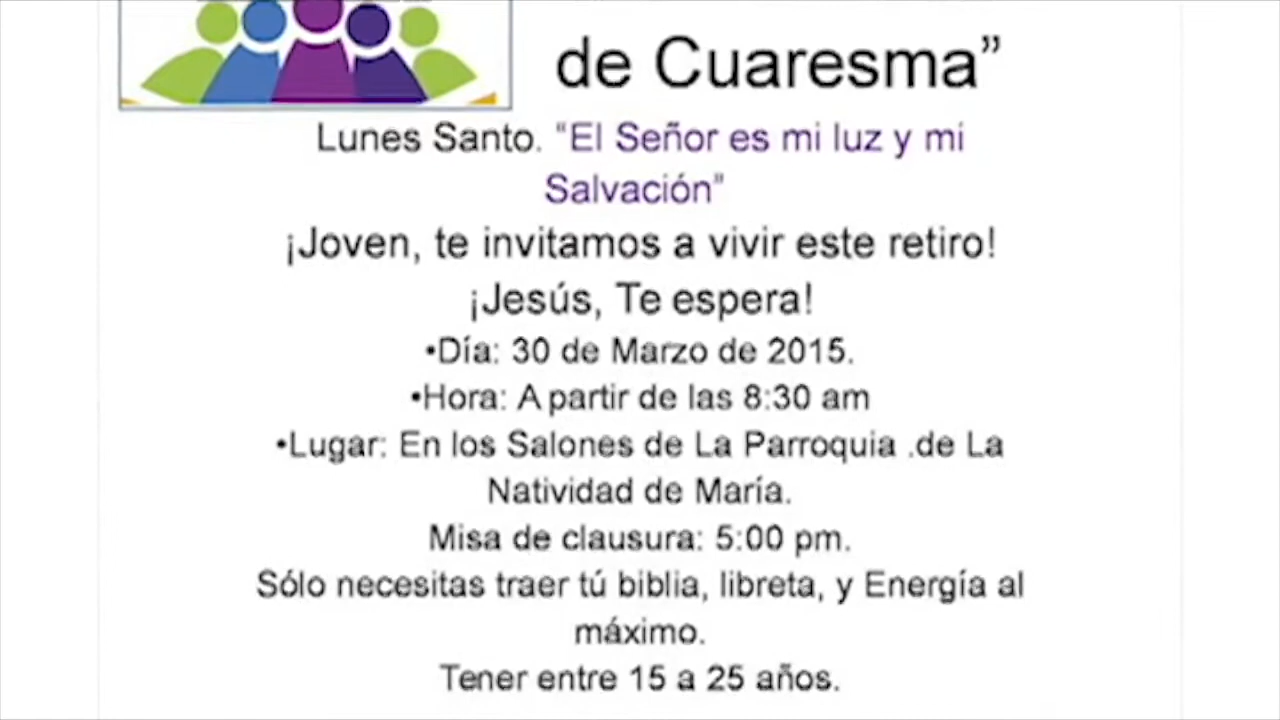 de Cuaresma”
Lunes Santo. “El Señor es mi luz y mi
Salvación”
¡Joven, te invitamos a vivir este retiro!
¡Jesús, Te espera!
•Día: 30 de Marzo de 2015.
•Hora: A partir de las 8:30 am
•Lugar: En los Salones de La Parroquia .de La
Natividad de María.
Misa de clausura: 5:00 pm.
Sólo necesitas traer tú biblia, libreta, y Energía al
máximo.
Tener entre 15 a 25 años.